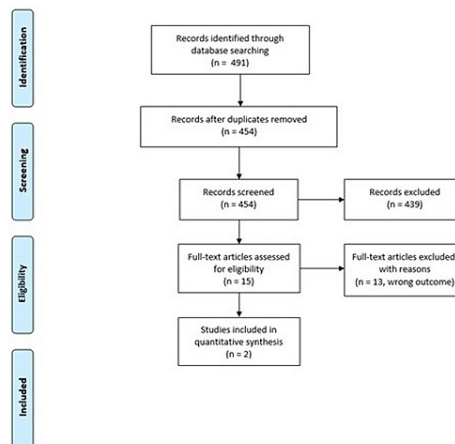 Identification
Records identified through
database searching
(n = 491)
Records after duplicates removed
(n = 454)
Screening
Records screened
(n = 454)
Records excluded
(n = 439)
Eligibility
Full-text articles assessed
for eligibility
(n = 15)
Full-text articles excluded
with reasons
(n = 13, wrong outcome)
Studies included in
quantitative synthesis
(n = 2)
Included